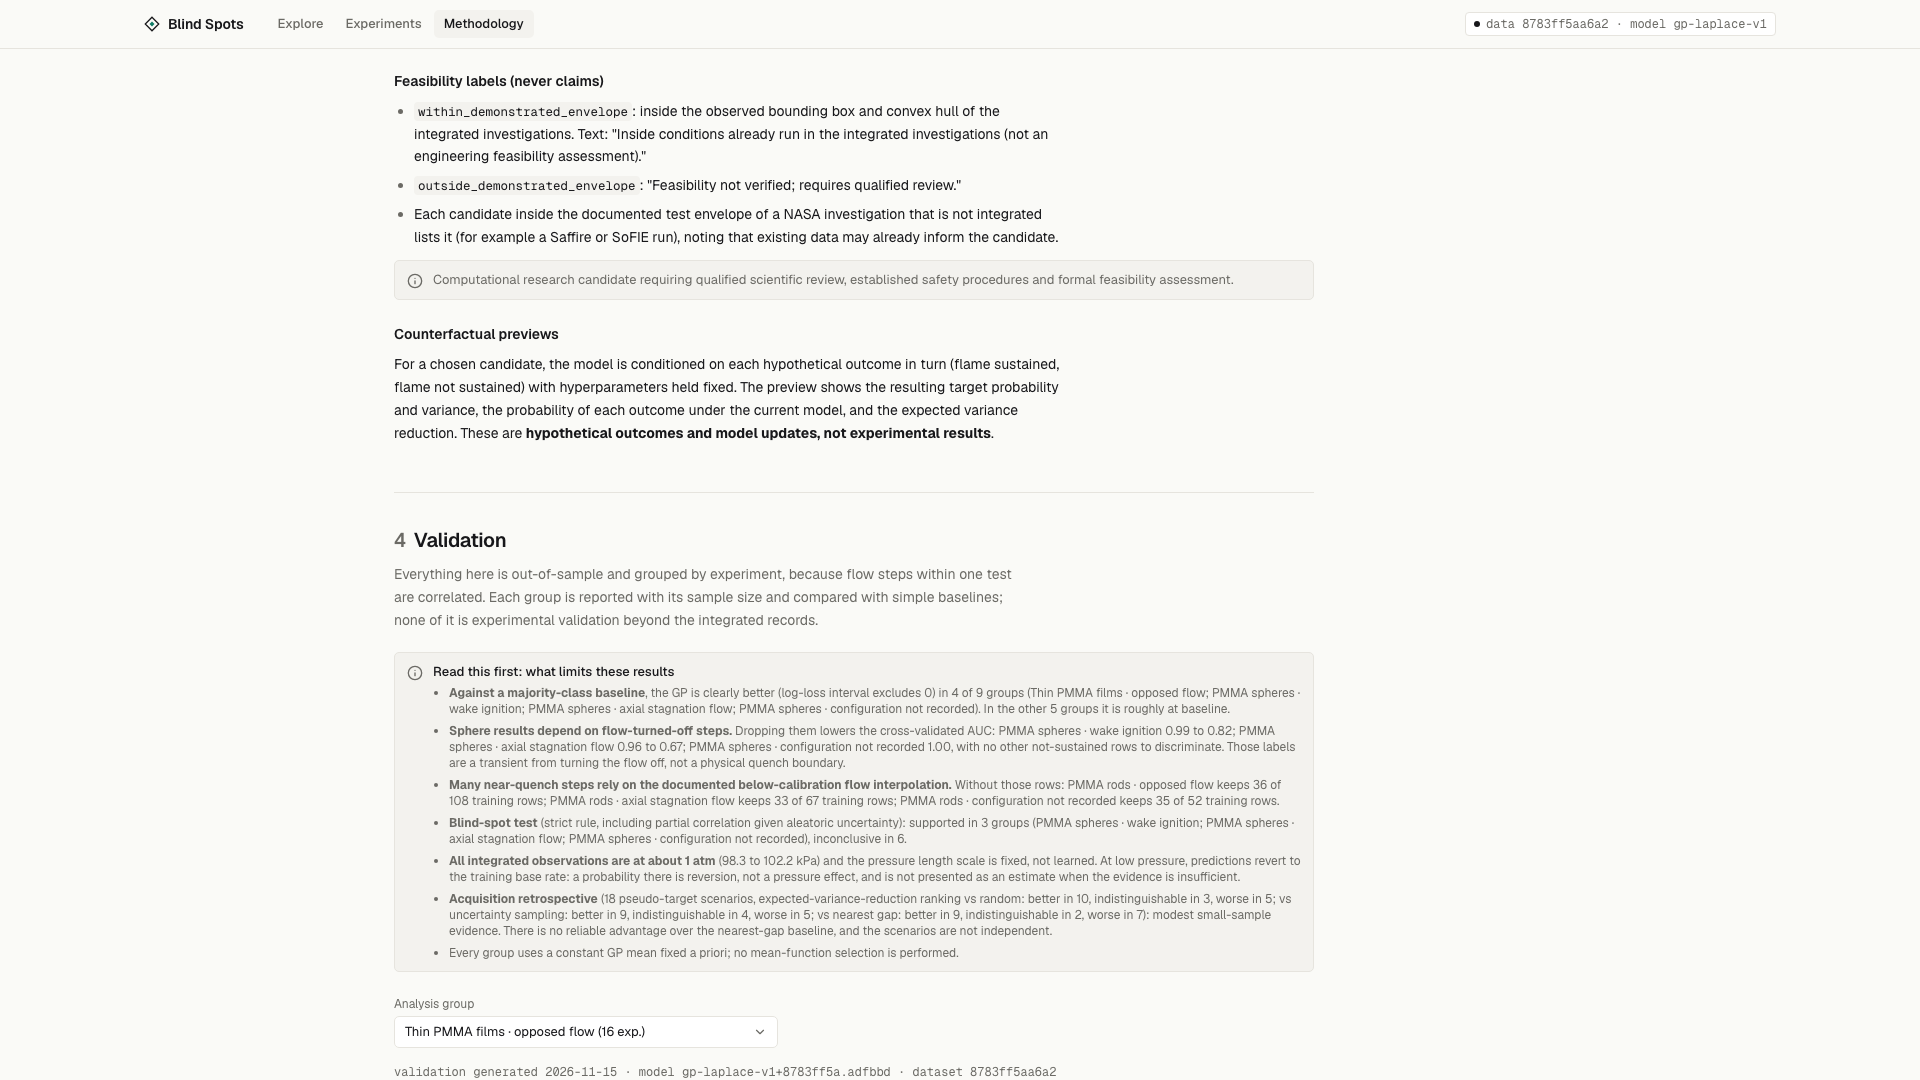 Blind Spots
Explore
Experiments
Methodology
data 8783ff5aa6a2 · model gp-laplace-v1
Feasibility labels (never claims)
within_demonstrated_envelope: inside the observed bounding box and convex hull of the
integrated investigations. Text: "Inside conditions already run in the integrated investigations (not an
engineering feasibility assessment)."
outside_demonstrated_envelope: "Feasibility not verified; requires qualified review."
Each candidate inside the documented test envelope of a NASA investigation that is not integrated
lists it (for example a Saffire or SoFIE run), noting that existing data may already inform the candidate.
Computational research candidate requiring qualified scientific review, established safety procedures and formal feasibility assessment.
Counterfactual previews
For a chosen candidate, the model is conditioned on each hypothetical outcome in turn (flame sustained,
flame not sustained) with hyperparameters held fixed. The preview shows the resulting target probability
and variance, the probability of each outcome under the current model, and the expected variance
reduction. These are hypothetical outcomes and model updates, not experimental results.
4 Validation
Everything here is out-of-sample and grouped by experiment, because flow steps within one test
are correlated. Each group is reported with its sample size and compared with simple baselines;
none of it is experimental validation beyond the integrated records.
Read this first: what limits these results
Against a majority-class baseline, the GP is clearly better (log-loss interval excludes 0) in 4 of 9 groups (Thin PMMA films · opposed flow; PMMA spheres ·
wake ignition; PMMA spheres · axial stagnation flow; PMMA spheres · configuration not recorded). In the other 5 groups it is roughly at baseline.
Sphere results depend on flow-turned-off steps. Dropping them lowers the cross-validated AUC: PMMA spheres · wake ignition 0.99 to 0.82; PMMA
spheres · axial stagnation flow 0.96 to 0.67; PMMA spheres · configuration not recorded 1.00, with no other not-sustained rows to discriminate. Those labels
are a transient from turning the flow off, not a physical quench boundary.
Many near-quench steps rely on the documented below-calibration flow interpolation. Without those rows: PMMA rods · opposed flow keeps 36 of
108 training rows; PMMA rods · axial stagnation flow keeps 33 of 67 training rows; PMMA rods · configuration not recorded keeps 35 of 52 training rows.
Blind-spot test (strict rule, including partial correlation given aleatoric uncertainty): supported in 3 groups (PMMA spheres · wake ignition; PMMA spheres ·
axial stagnation flow; PMMA spheres · configuration not recorded), inconclusive in 6.
All integrated observations are at about 1 atm (98.3 to 102.2 kPa) and the pressure length scale is fixed, not learned. At low pressure, predictions revert to
the training base rate: a probability there is reversion, not a pressure effect, and is not presented as an estimate when the evidence is insufficient.
Acquisition retrospective (18 pseudo-target scenarios, expected-variance-reduction ranking vs random: better in 10, indistinguishable in 3, worse in 5; vs
uncertainty sampling: better in 9, indistinguishable in 4, worse in 5; vs nearest gap: better in 9, indistinguishable in 2, worse in 7): modest small-sample
evidence. There is no reliable advantage over the nearest-gap baseline, and the scenarios are not independent.
Every group uses a constant GP mean fixed a priori; no mean-function selection is performed.
Analysis group
Thin PMMA films · opposed flow (16 exp.)
validation generated 2026-11-15 · model gp-laplace-v1+8783ff5a.adfbbd · dataset 8783ff5aa6a2